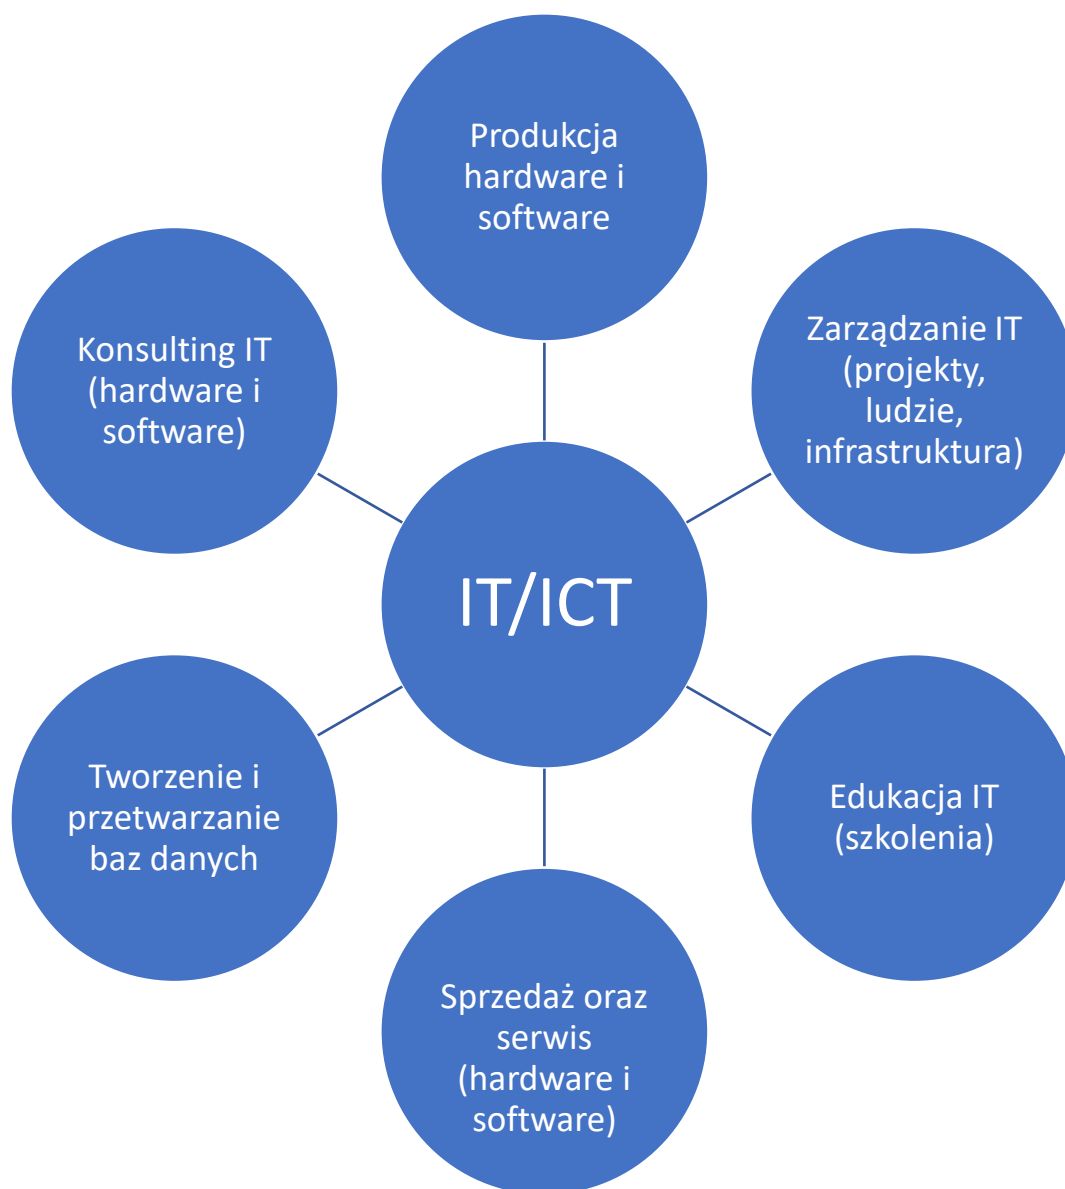 Produkcja
hardware i
software
Zarządzanie IT
(projekty,
ludzie,
infrastruktura)
Edukacja IT
(szkolenia)
Sprzedaż oraz
serwis
(hardware i
software)
Tworzenie i
przetwarzanie
baz danych
Konsulting IT
(hardware i
software)
IT/ICT